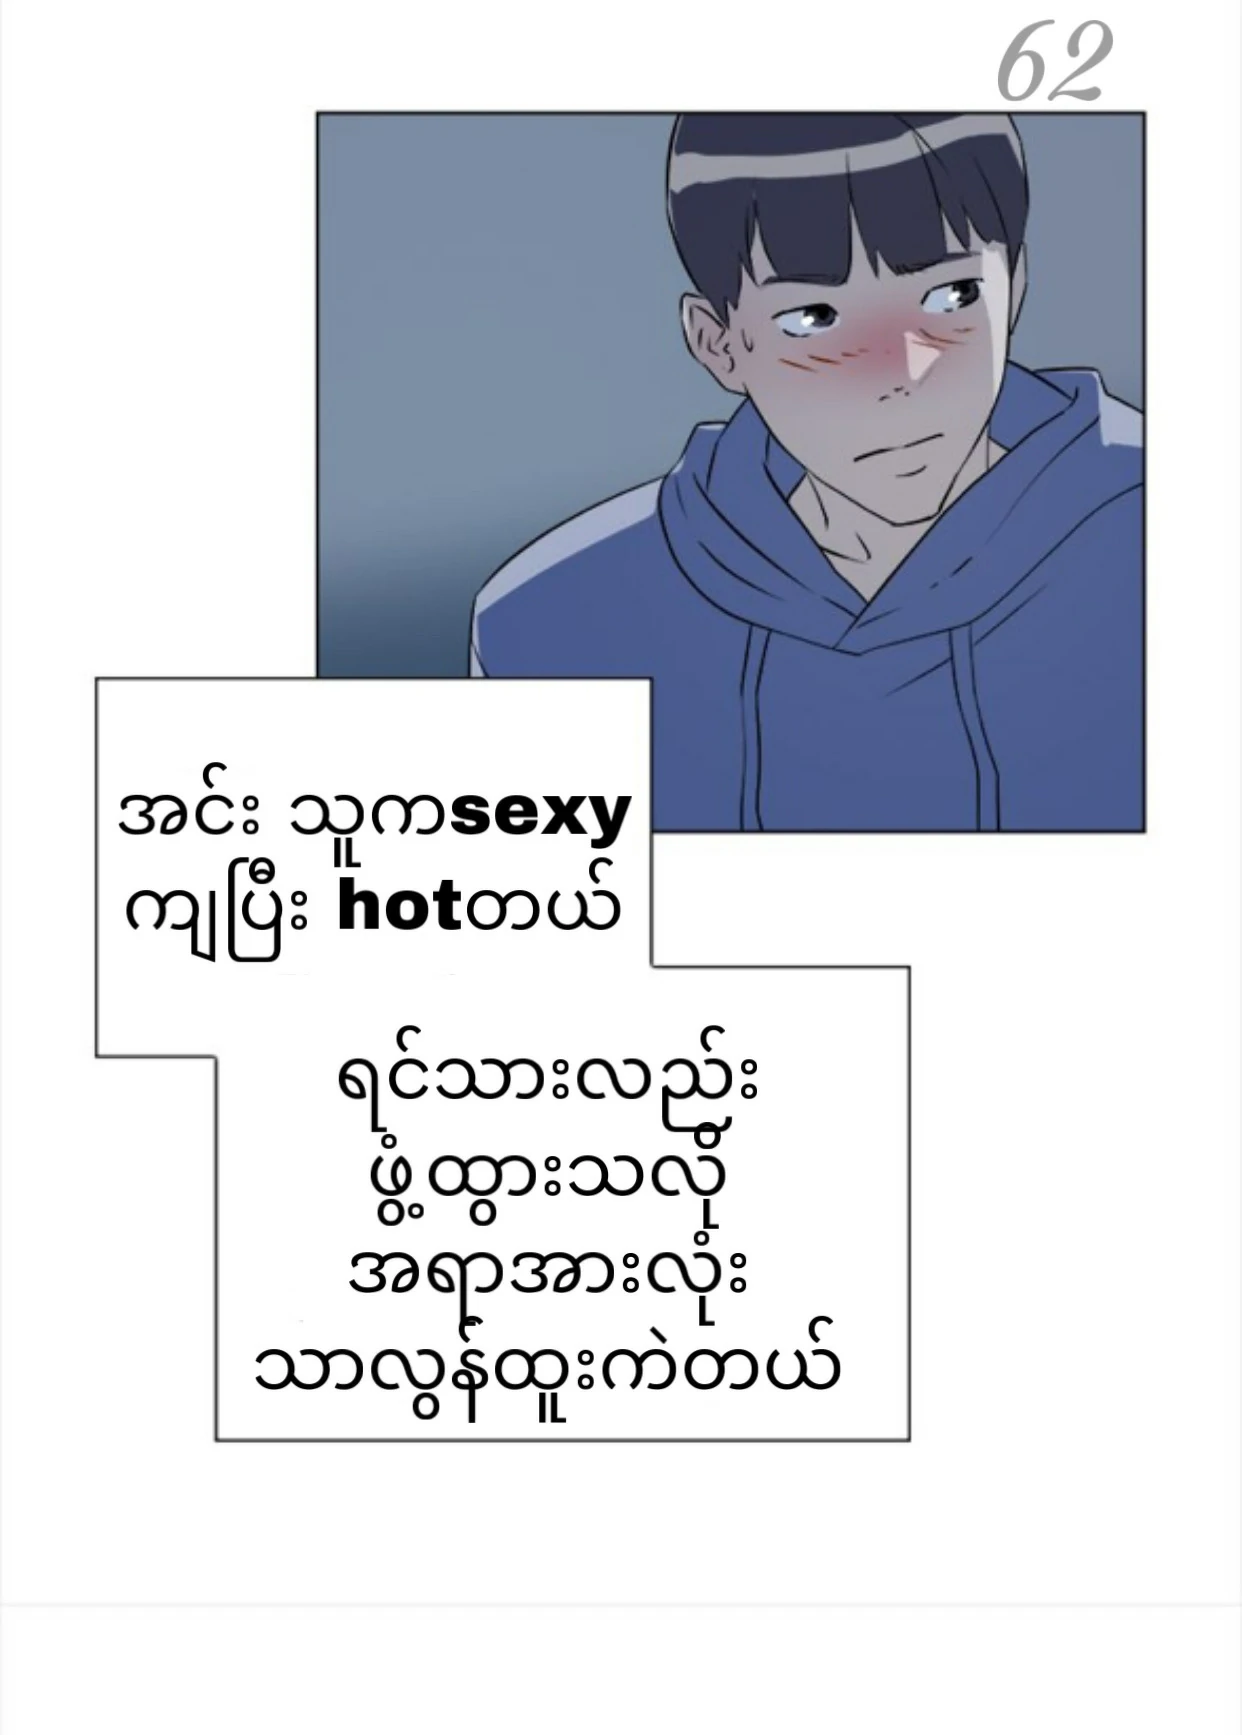 62
အင်း သူကsexy
ကျပြီး hotတယ်
ရင်သားလည်း
ဖွံ့ထွားသလို
အရာအားလုံး
သာလွန်ထူးကဲတယ်